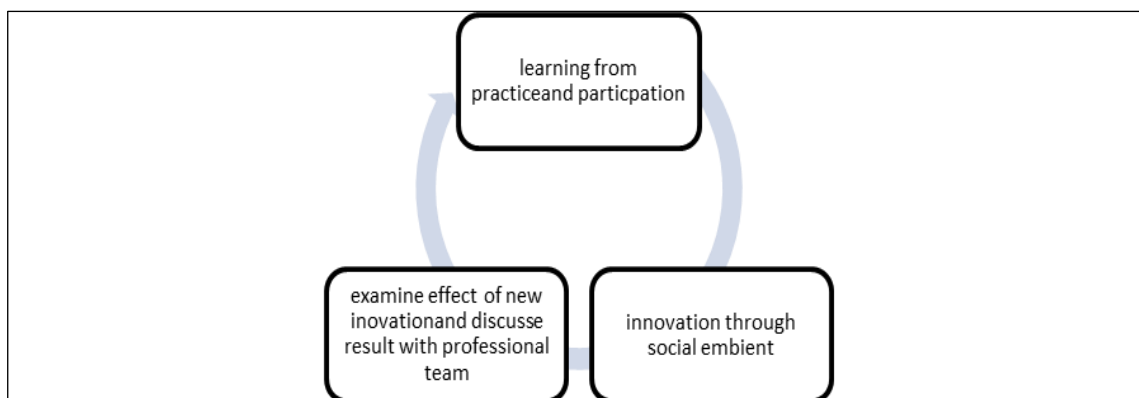 learning from
practiceand particpation
examine effect of new
inovationand discusse
result with professional
team
innovation through
social embient